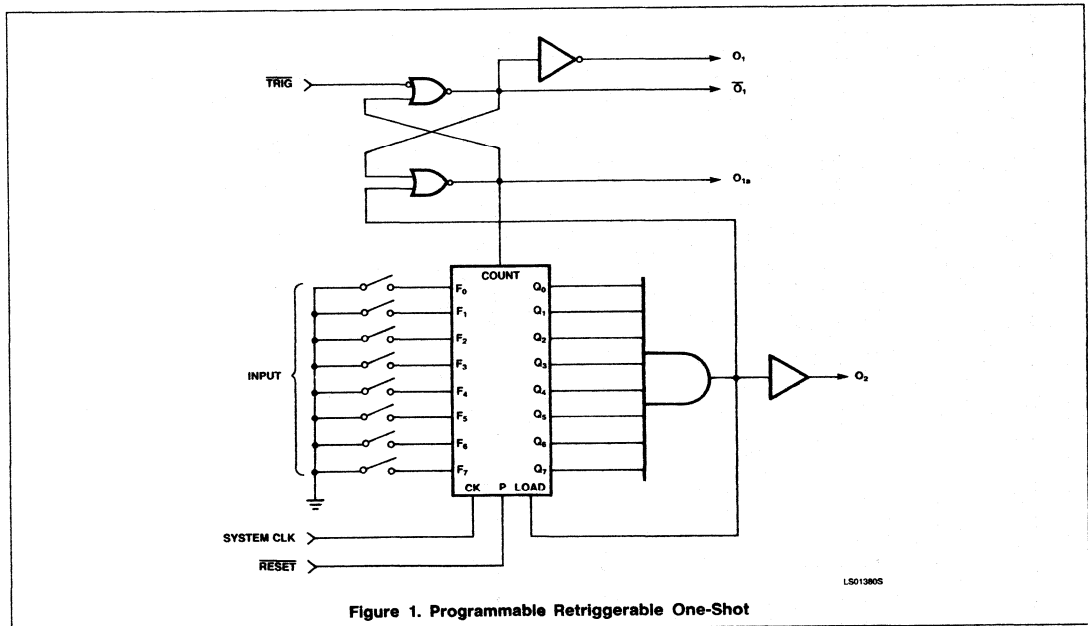 O1
TRIG
O1
O1a
COUNT
F0 Q0
F1 Q1
F2 Q2
F3 Q3
INPUT
F4 Q4
O2
F5 Q5
F6 Q6
F7 Q7
CK P LOAD
SYSTEM CLK
RESET
LS01380S
Figure 1. Programmable Retriggerable One-Shot